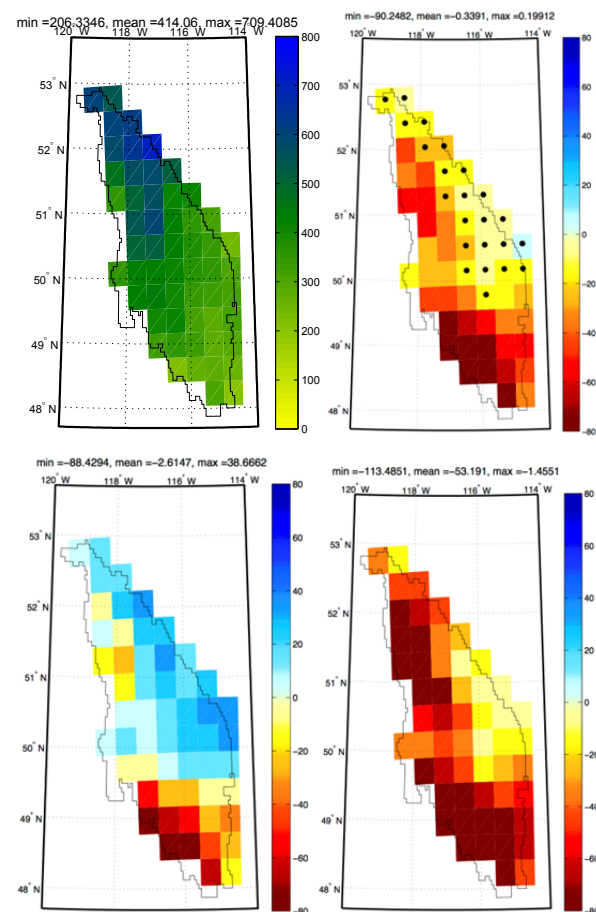 min =206.3346, mean =414.06, max =709.4085
120° W 118° W 116° W 114° W
53° N
52° N
51° N
50° N
49° N
48° N
800
700
600
500
400
300
200
100
0
min =−90.2482, mean =−0.3391, max =0.19912
120° W 118° W 116° W 114° W
53° N
52° N
51° N
50° N
49° N
48° N
80
60
40
20
0
−20
−40
−60
−80
min =−88.4294, mean =−2.6147, max =38.6662
120° W 118° W 116° W 114° W
53° N
52° N
51° N
50° N
49° N
48° N
80
60
40
20
0
−20
−40
−60
−80
min =−113.4851, mean =−53.191, max =−1.4551
120° W 118° W 116° W 114° W
53° N
52° N
51° N
50° N
49° N
48° N
80
60
40
20
0
−20
−40
−60
−80